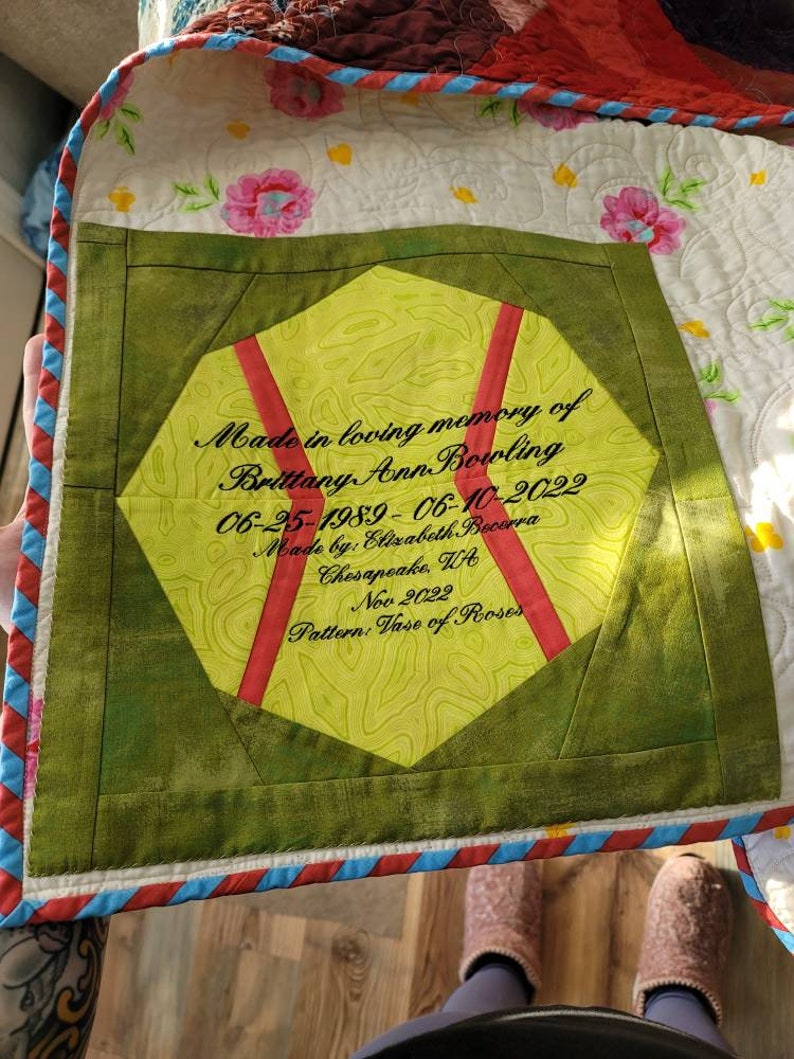 Made in loving memory of
Brittany Ann Bowling
06-25-1989 - 06-10-2022
Made by: Elizabeth Becerra
Chesapeake, VA
Nov 2022
Pattern: Vase of Roses